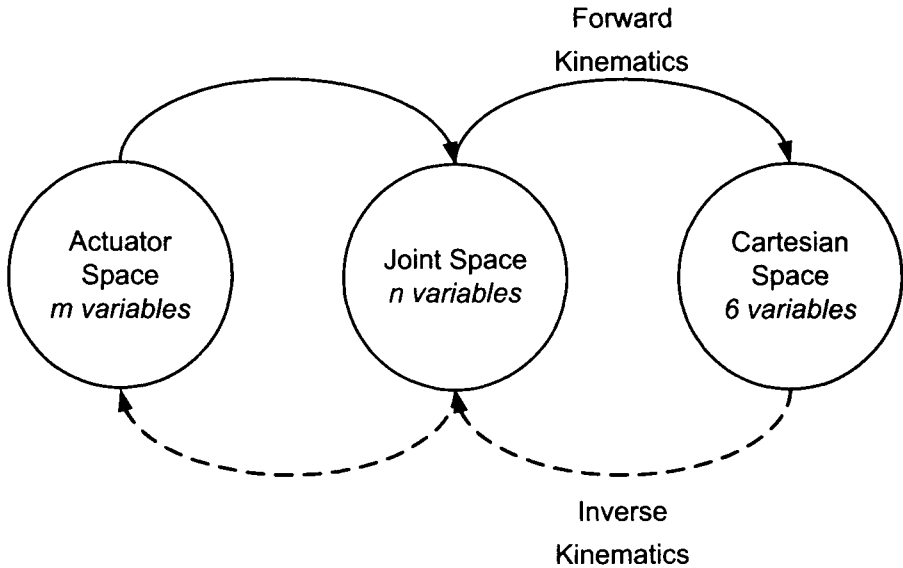 Forward
Kinematics
Actuator
Space
m variables
Joint Space
n variables
Cartesian
Space
6 variables
Inverse
Kinematics